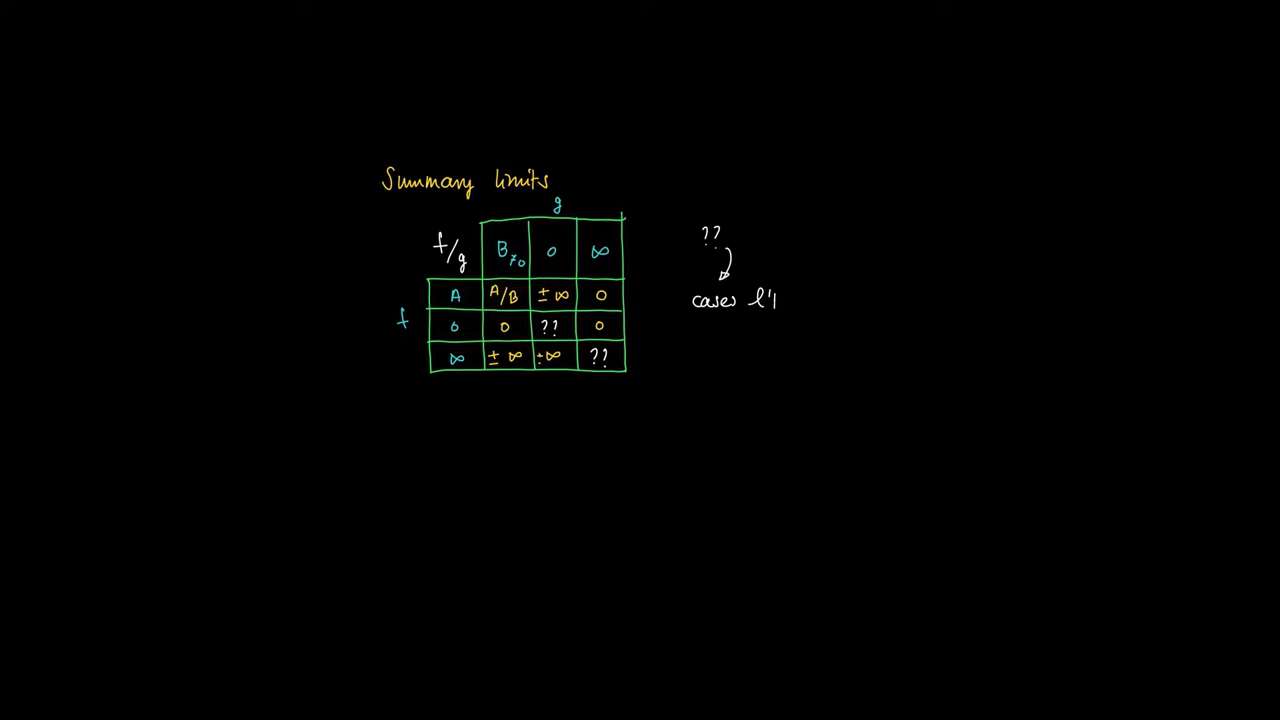 Summary limits
g
f/g B≠0 0 ∞
A A/B ± ∞ 0
f 0 0 ?? 0
∞ ± ∞ ±∞ ??
??
cases l'